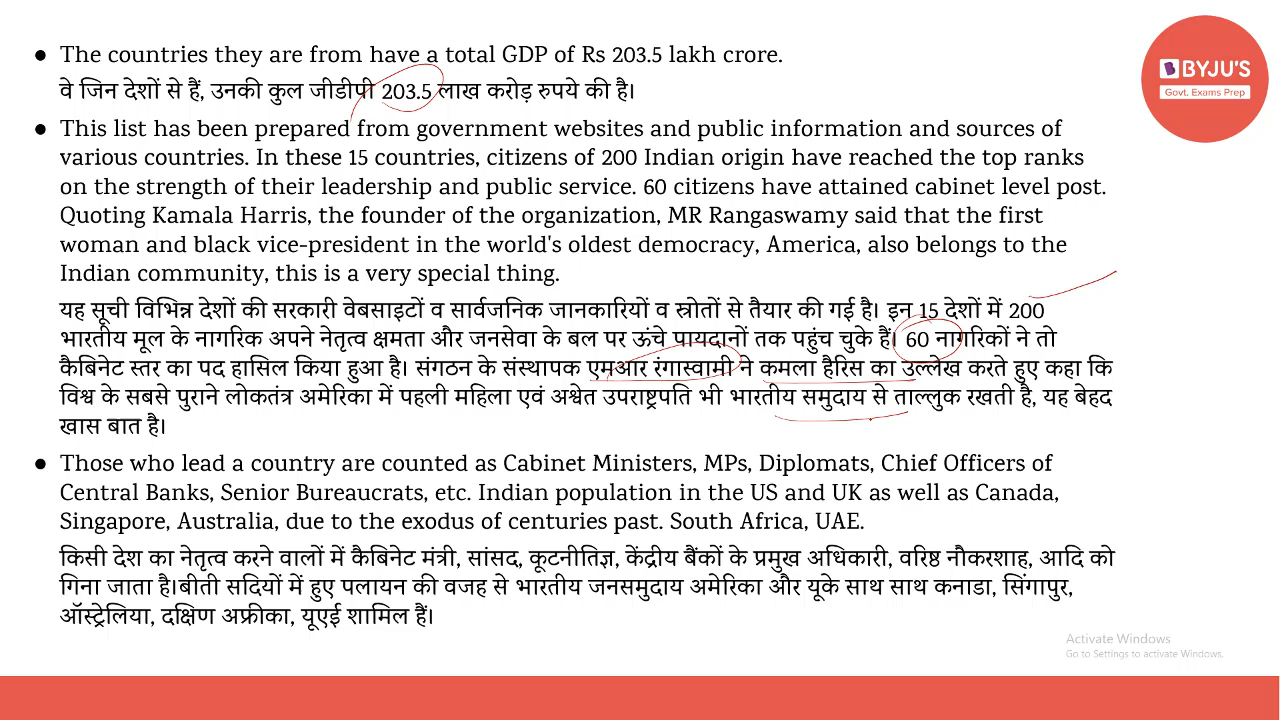 ● The countries they are from have a total GDP of Rs 203.5 lakh crore.
वे जिन देशों से हैं, उनकी कुल जीडीपी 203.5 लाख करोड़ रुपये की है।
● This list has been prepared from government websites and public information and sources of
various countries. In these 15 countries, citizens of 200 Indian origin have reached the top ranks
on the strength of their leadership and public service. 60 citizens have attained cabinet level post.
Quoting Kamala Harris, the founder of the organization, MR Rangaswamy said that the first
woman and black vice-president in the world's oldest democracy, America, also belongs to the
Indian community, this is a very special thing.
यह सूची विभिन्न देशों की सरकारी वेबसाइटों व सार्वजनिक जानकारियों व स्रोतों से तैयार की गई है। इन 15 देशों में 200
भारतीय मूल के नागरिक अपने नेतृत्व क्षमता और जनसेवा के बल पर ऊंचे पायदानों तक पहुंच चुके हैं। 60 नागरिकों ने तो
कैबिनेट स्तर का पद हासिल किया हुआ है। संगठन के संस्थापक एमआर रंगास्वामी ने कमला हैरिस का उल्लेख करते हुए कहा कि
विश्व के सबसे पुराने लोकतंत्र अमेरिका में पहली महिला एवं अश्वेत उपराष्ट्रपति भी भारतीय समुदाय से ताल्लुक रखती है, यह बेहद
खास बात है।
● Those who lead a country are counted as Cabinet Ministers, MPs, Diplomats, Chief Officers of
Central Banks, Senior Bureaucrats, etc. Indian population in the US and UK as well as Canada,
Singapore, Australia, due to the exodus of centuries past. South Africa, UAE.
किसी देश का नेतृत्व करने वालों में कैबिनेट मंत्री, सांसद, कूटनीतिज्ञ, केंद्रीय बैंकों के प्रमुख अधिकारी, वरिष्ठ नौकरशाह, आदि को
गिना जाता है।बीती सदियों में हुए पलायन की वजह से भारतीय जनसमुदाय अमेरिका और यूके साथ साथ कनाडा, सिंगापुर,
ऑस्ट्रेलिया, दक्षिण अफ्रीका, यूएई शामिल हैं।
BYJU'S
Govt. Exams Prep
Activate Windows
Go to Settings to activate Windows.